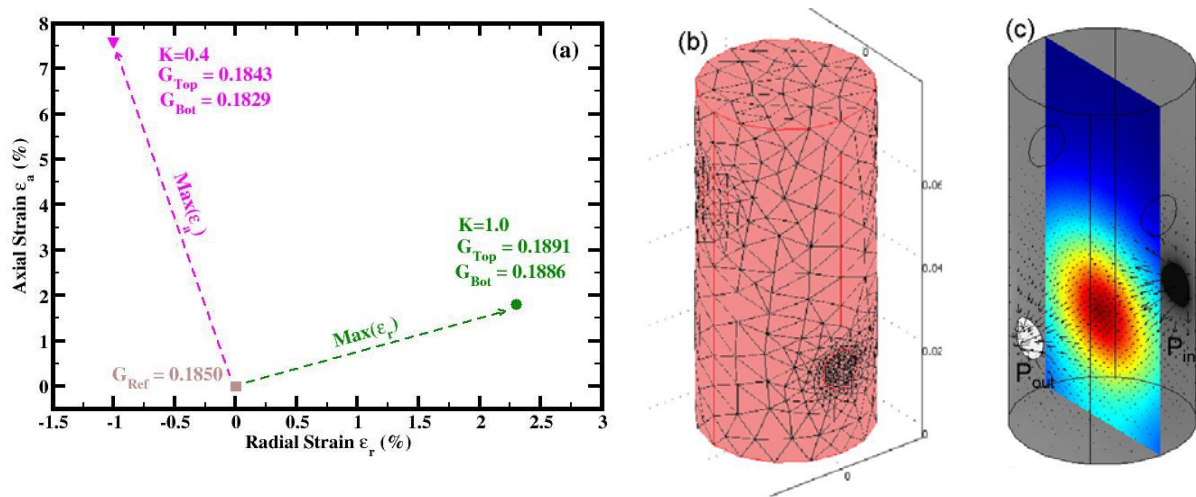 (a)
8
7
6
5
4
3
2
1
0
Axial Strain ε_a (%)
K=0.4
G_Top = 0.1843
G_Bot = 0.1829
Max(ε_a)
K=1.0
G_Top = 0.1891
G_Bot = 0.1886
Max(ε_r)
G_Ref = 0.1850
-1.5 -1 -0.5 0 0.5 1 1.5 2 2.5 3
Radial Strain ε_r (%)
(b)
0
0.06
0.04
0.02
0
0
(c)
P_in
P_out